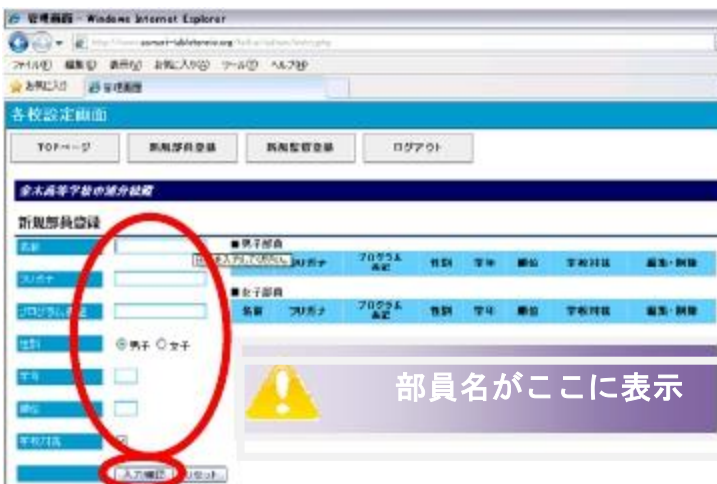 管理画面 - Windows Internet Explorer
ファイル(F) 編集(E) 表示(V) お気に入り(A) ツール(T) ヘルプ(H)
お気に入り 管理画面
各校設定画面
TOPページ 新規部員登録 新規監督登録 ログアウト
新規部員登録
名前
■男子部員
フリガナ プログラム表記 性別 学年 順位 学校対抗 編集・削除
フリガナ
■女子部員
名前 フリガナ プログラム表記 性別 学年 順位 学校対抗 編集・削除
性別 男子 女子
部員名がここに表示
学年
順位
学校対抗
入力確認 リセット